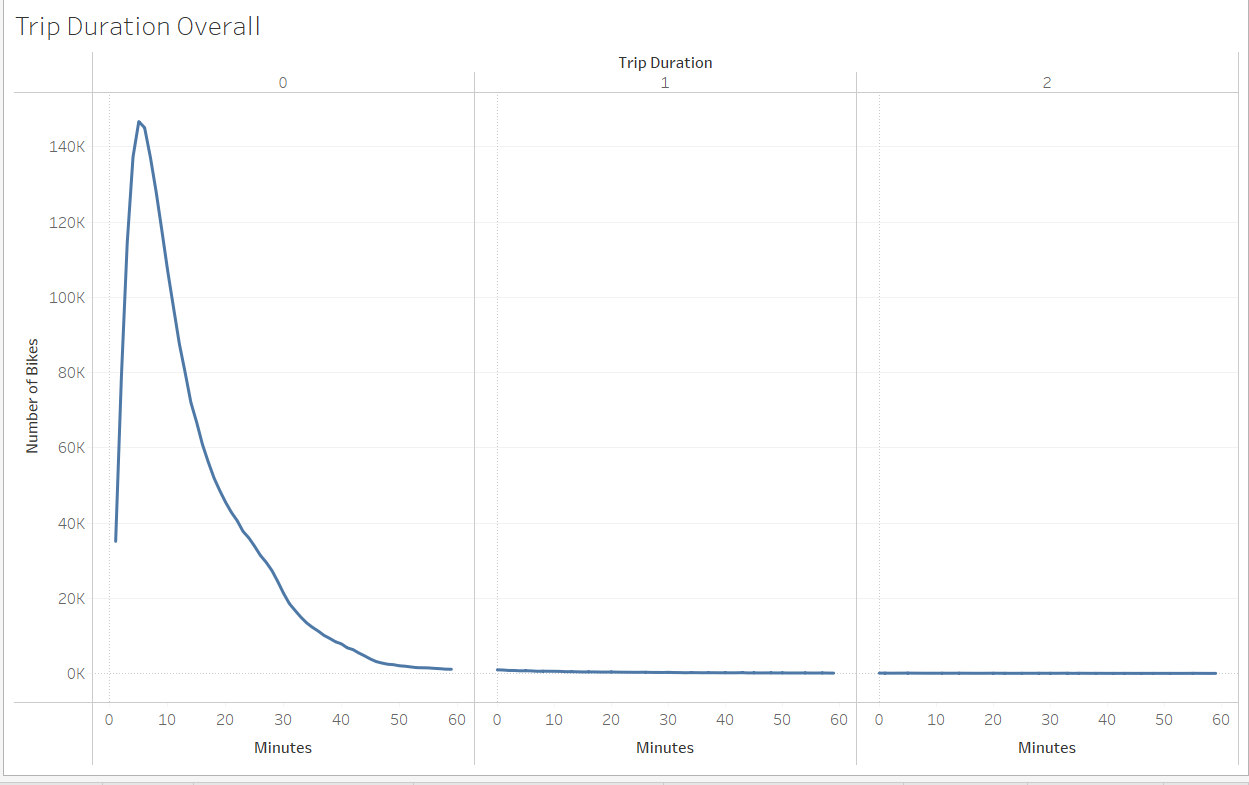 Trip Duration Overall
Trip Duration
0 1 2
140K
120K
100K
80K
60K
40K
20K
0K
Number of Bikes
0 10 20 30 40 50 60 0 10 20 30 40 50 60 0 10 20 30 40 50 60
Minutes Minutes Minutes